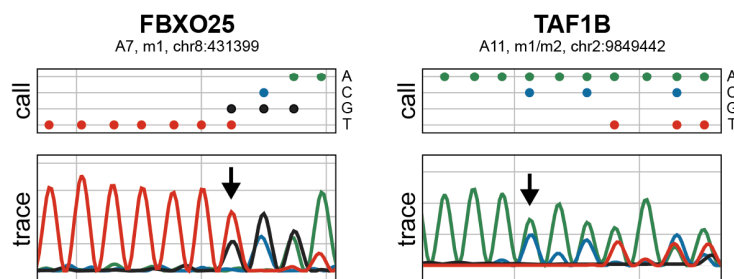 FBXO25
A7, m1, chr8:431399
call
A
C
G
T
trace
TAF1B
A11, m1/m2, chr2:9849442
call
A
C
G
T
trace